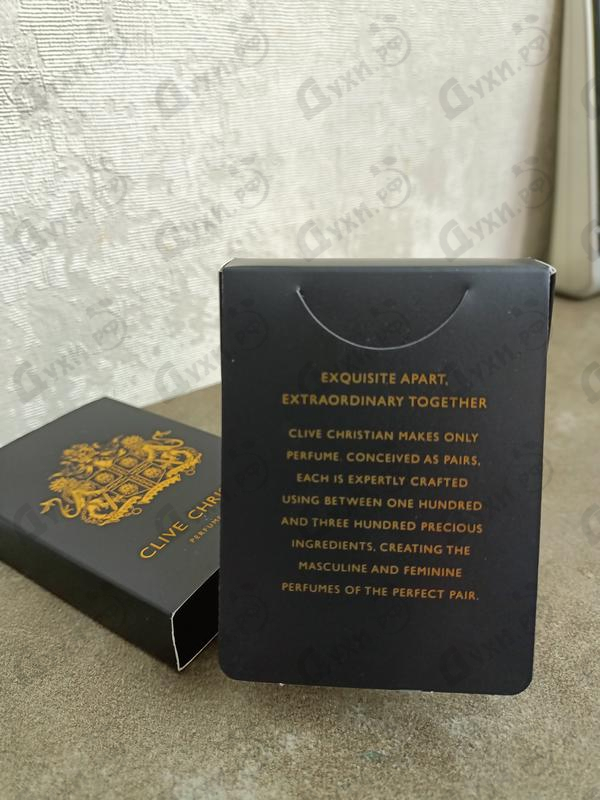 EXQUISITE APART,
EXTRAORDINARY TOGETHER
CLIVE CHRISTIAN MAKES ONLY
PERFUME. CONCEIVED AS PAIRS,
EACH IS EXPERTLY CRAFTED
USING BETWEEN ONE HUNDRED
AND THREE HUNDRED PRECIOUS
INGREDIENTS, CREATING THE
MASCULINE AND FEMININE
PERFUMES OF THE PERFECT PAIR.
CLIVE CHRIS
PERFUME
Духи.рф